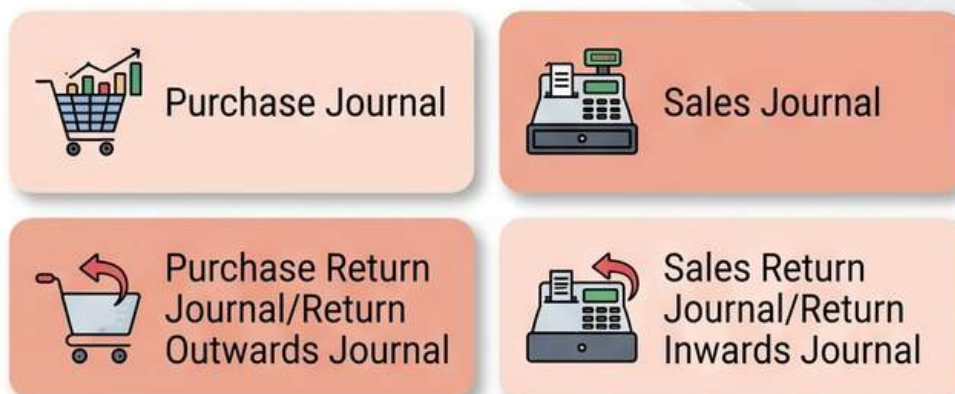 Purchase Journal
Sales Journal
Purchase Return
Journal/Return
Outwards Journal
Sales Return
Journal/Return
Inwards Journal